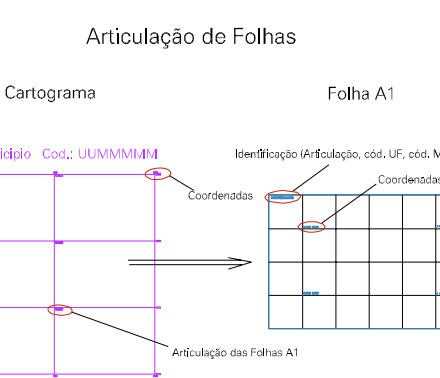 Articulação de Folhas
Cartograma
Folha A1
icipio Cod.: UUMMMMM
Identificação (Articulação, cód. UF, cód. M
Coordenadas
Coordenadas
Articulação das Folhas A1